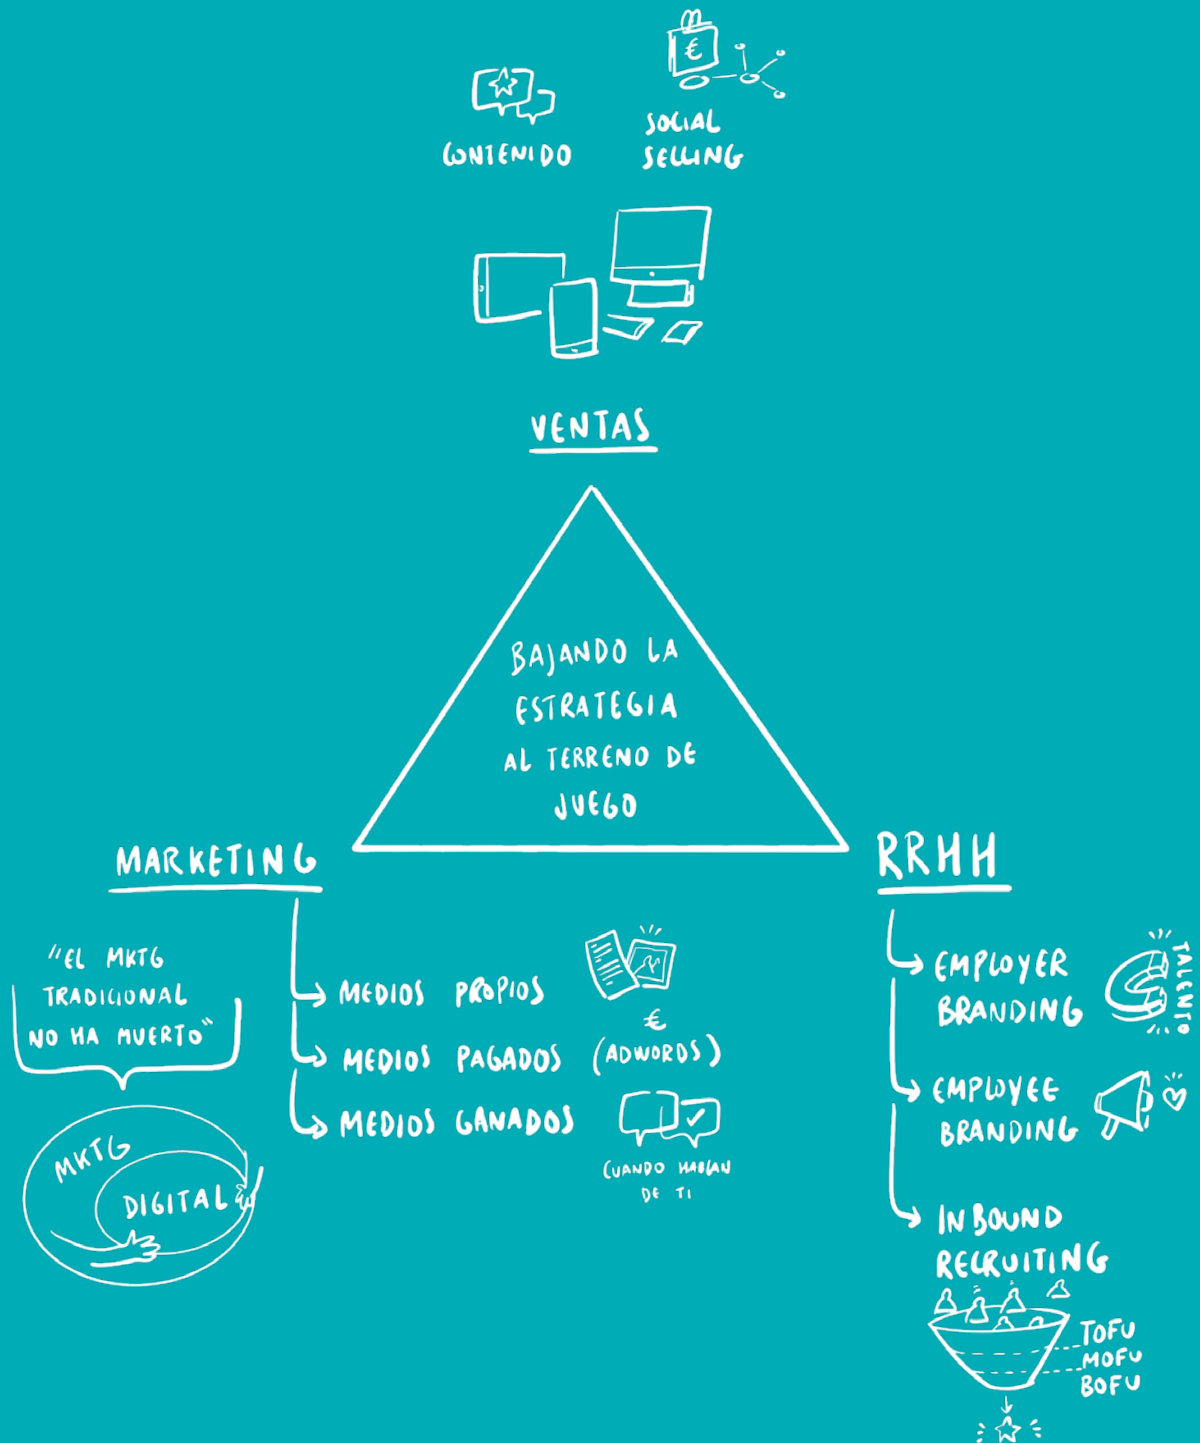 CONTENIDO
€
SOCIAL
SELLING
VENTAS
BAJANDO LA
ESTRATEGIA
AL TERRENO DE
JUEGO
MARKETING
"EL MKTG
TRADICIONAL
NO HA MUERTO"
MKTG
DIGITAL
MEDIOS PROPIOS
€
MEDIOS PAGADOS (ADWORDS)
MEDIOS GANADOS
CUANDO HABLAN
DE TI
RRHH
EMPLOYER
BRANDING
TALENTO
EMPLOYEE
BRANDING
INBOUND
RECRUITING
TOFU
MOFU
BOFU